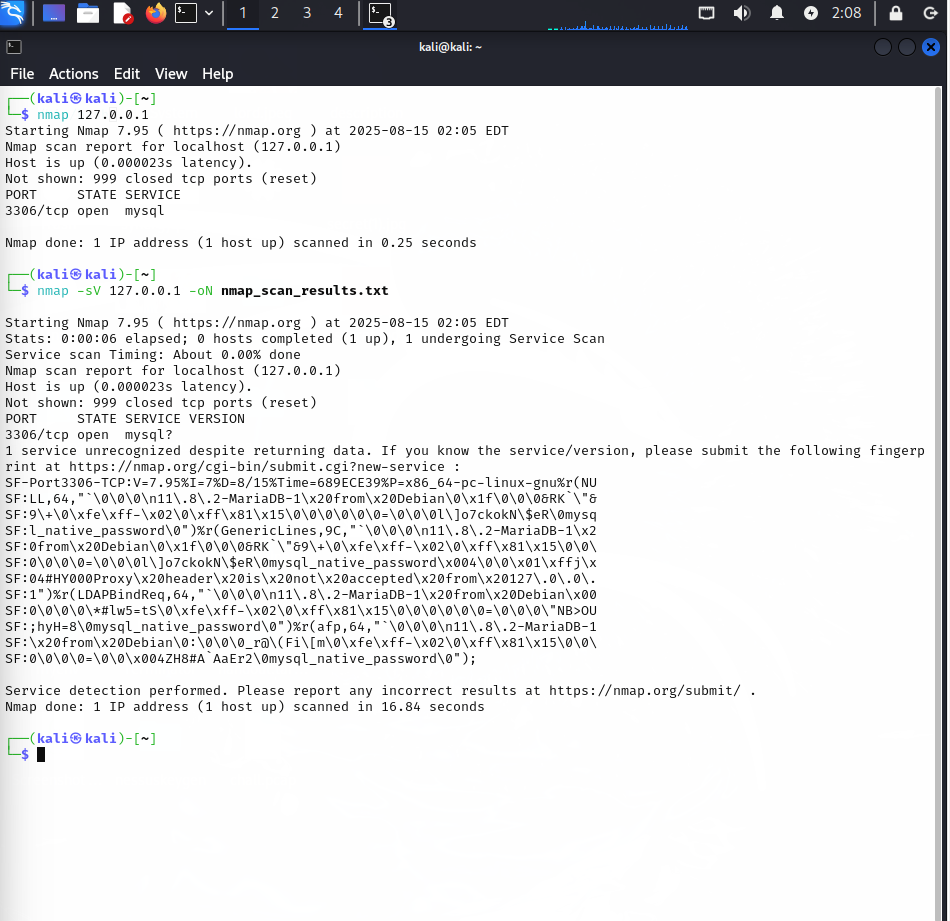 1 2 3 4 3 2:08
kali@kali: ~
File Actions Edit View Help
┌──(kali㉿kali)-[~]
└─$ nmap 127.0.0.1
Starting Nmap 7.95 ( https://nmap.org ) at 2025-08-15 02:05 EDT
Nmap scan report for localhost (127.0.0.1)
Host is up (0.000023s latency).
Not shown: 999 closed tcp ports (reset)
PORT     STATE SERVICE
3306/tcp open  mysql
Nmap done: 1 IP address (1 host up) scanned in 0.25 seconds
┌──(kali㉿kali)-[~]
└─$ nmap -sV 127.0.0.1 -oN nmap_scan_results.txt
Starting Nmap 7.95 ( https://nmap.org ) at 2025-08-15 02:05 EDT
Stats: 0:00:06 elapsed; 0 hosts completed (1 up), 1 undergoing Service Scan
Service scan Timing: About 0.00% done
Nmap scan report for localhost (127.0.0.1)
Host is up (0.000023s latency).
Not shown: 999 closed tcp ports (reset)
PORT     STATE SERVICE VERSION
3306/tcp open  mysql?
1 service unrecognized despite returning data. If you know the service/version, please submit the following fingerp
rint at https://nmap.org/cgi-bin/submit.cgi?new-service :
SF-Port3306-TCP:V=7.95%I=7%D=8/15%Time=689ECE39%P=x86_64-pc-linux-gnu%r(NU
SF:LL,64,"`\0\0\0\n11\.8\.2-MariaDB-1\x20from\x20Debian\0\x1f\0\0\0&RK`\"&
SF:9\+\0\xfe\xff-\x02\0\xff\x81\x15\0\0\0\0\0\0=\0\0\0l\]o7ckokN\$eR\0mysq
SF:l_native_password\0")%r(GenericLines,9C,"`\0\0\0\n11\.8\.2-MariaDB-1\x2
SF:0from\x20Debian\0\x1f\0\0\0&RK`\"&9\+\0\xfe\xff-\x02\0\xff\x81\x15\0\0\
SF:0\0\0\0=\0\0\0l\]o7ckokN\$eR\0mysql_native_password\x004\0\0\x01\xffj\x
SF:04#HY000Proxy\x20header\x20is\x20not\x20accepted\x20from\x20127\.0\.0\.
SF:1")%r(LDAPBindReq,64,"`\0\0\0\n11\.8\.2-MariaDB-1\x20from\x20Debian\x00
SF:0\0\0\0\*#lw5=tS\0\xfe\xff-\x02\0\xff\x81\x15\0\0\0\0\0\0=\0\0\0\"NB>OU
SF:;hyH=8\0mysql_native_password\0")%r(afp,64,"`\0\0\0\n11\.8\.2-MariaDB-1
SF:\x20from\x20Debian\0:\0\0\0_r@\(Fi\[m\0\xfe\xff-\x02\0\xff\x81\x15\0\0\
SF:0\0\0\0=\0\0\x004ZH8#A`AaEr2\0mysql_native_password\0");
Service detection performed. Please report any incorrect results at https://nmap.org/submit/ .
Nmap done: 1 IP address (1 host up) scanned in 16.84 seconds
┌──(kali㉿kali)-[~]
└─$